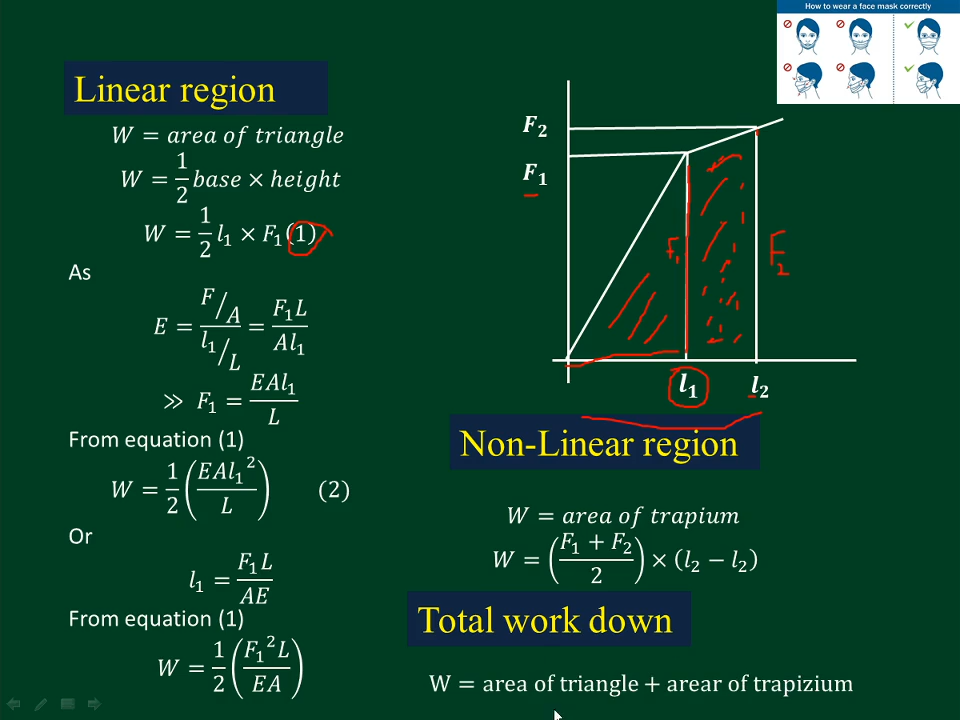 How to wear a face mask correctly
Linear region
W = area of triangle
W = 1/2 base × height
W = 1/2 l₁ × F₁(1)
As
E = (F/A)/(l₁/L) = F₁L/Al₁
≫ F₁ = EAl₁/L
From equation (1)
W = 1/2 (EAl₁²/L) (2)
Or
l₁ = F₁L/AE
From equation (1)
W = 1/2 (F₁²L/EA)
F₂
F₁
F₁
F₂
l₁
l₂
Non-Linear region
W = area of trapium
W = ((F₁ + F₂)/2) × (l₂ − l₂)
Total work down
W = area of triangle + arear of trapizium